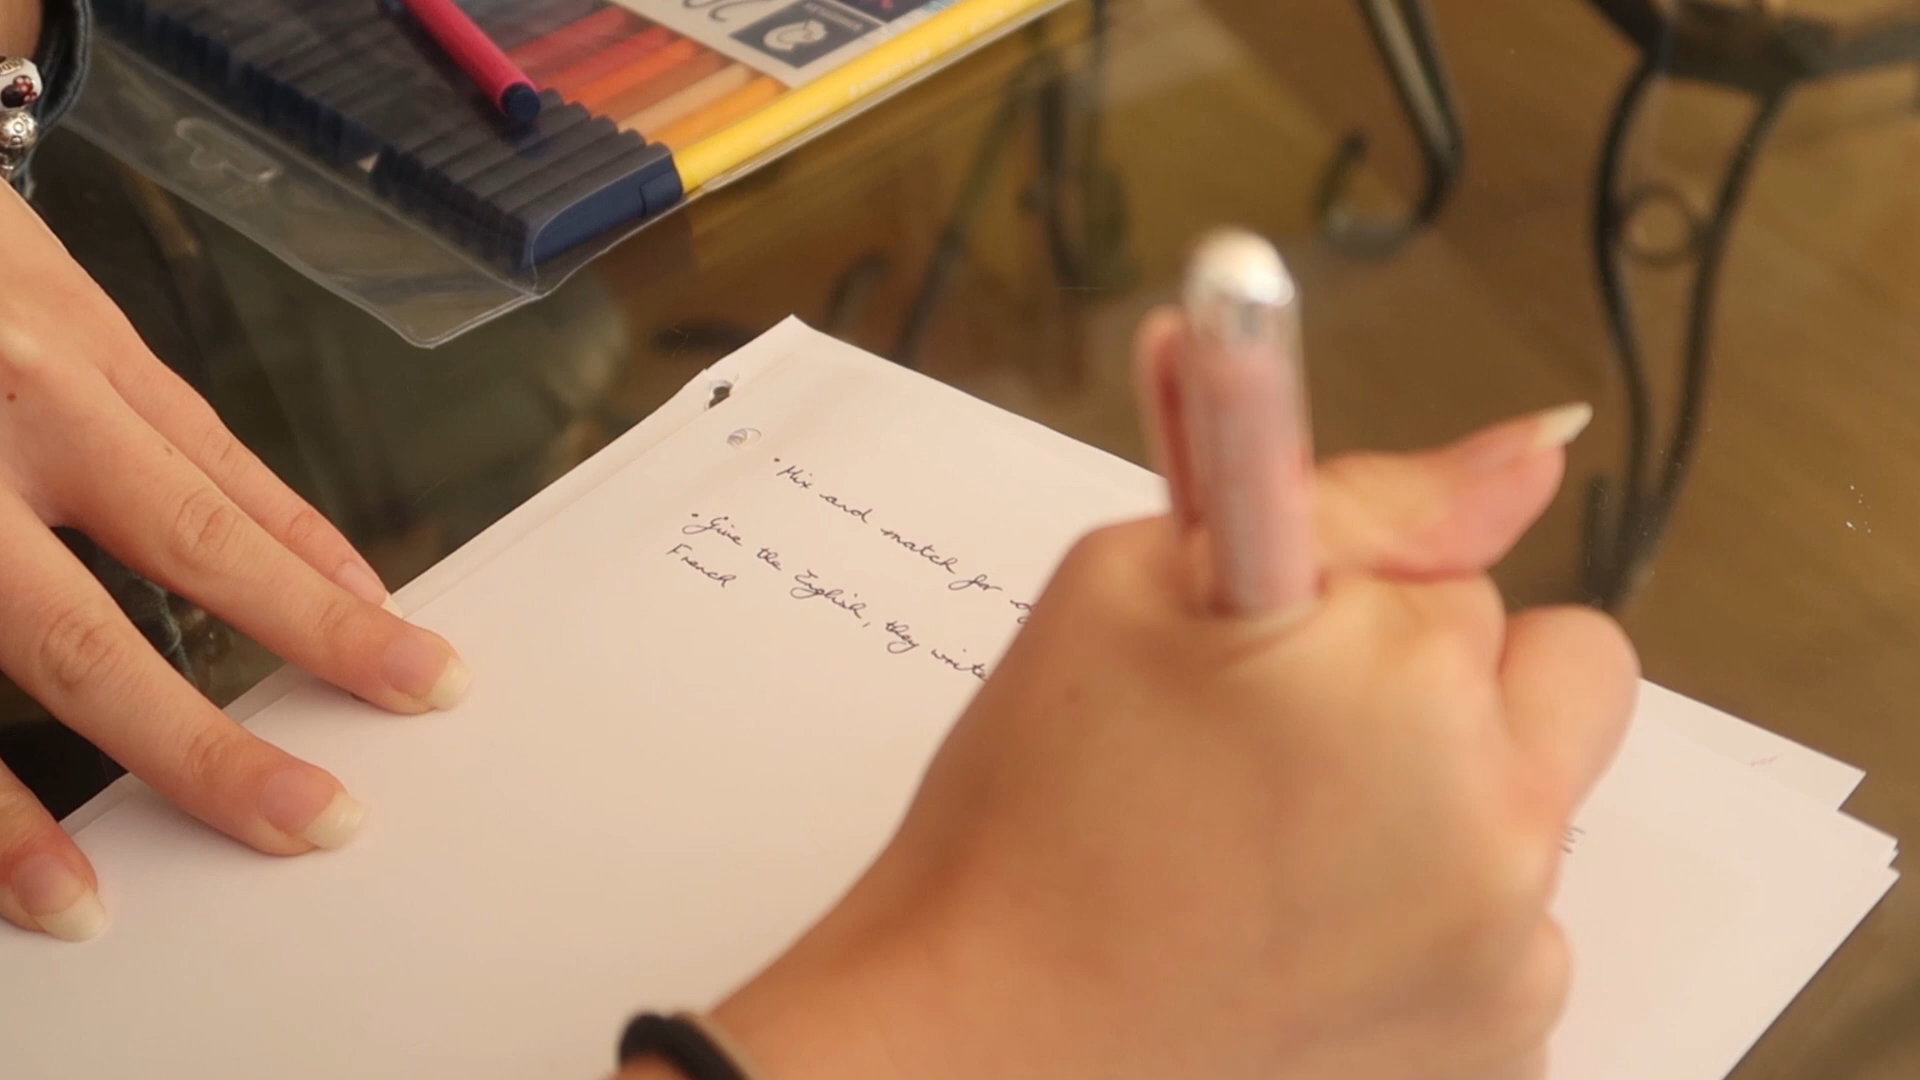 • Mix and match for
• Give the English, they write
French